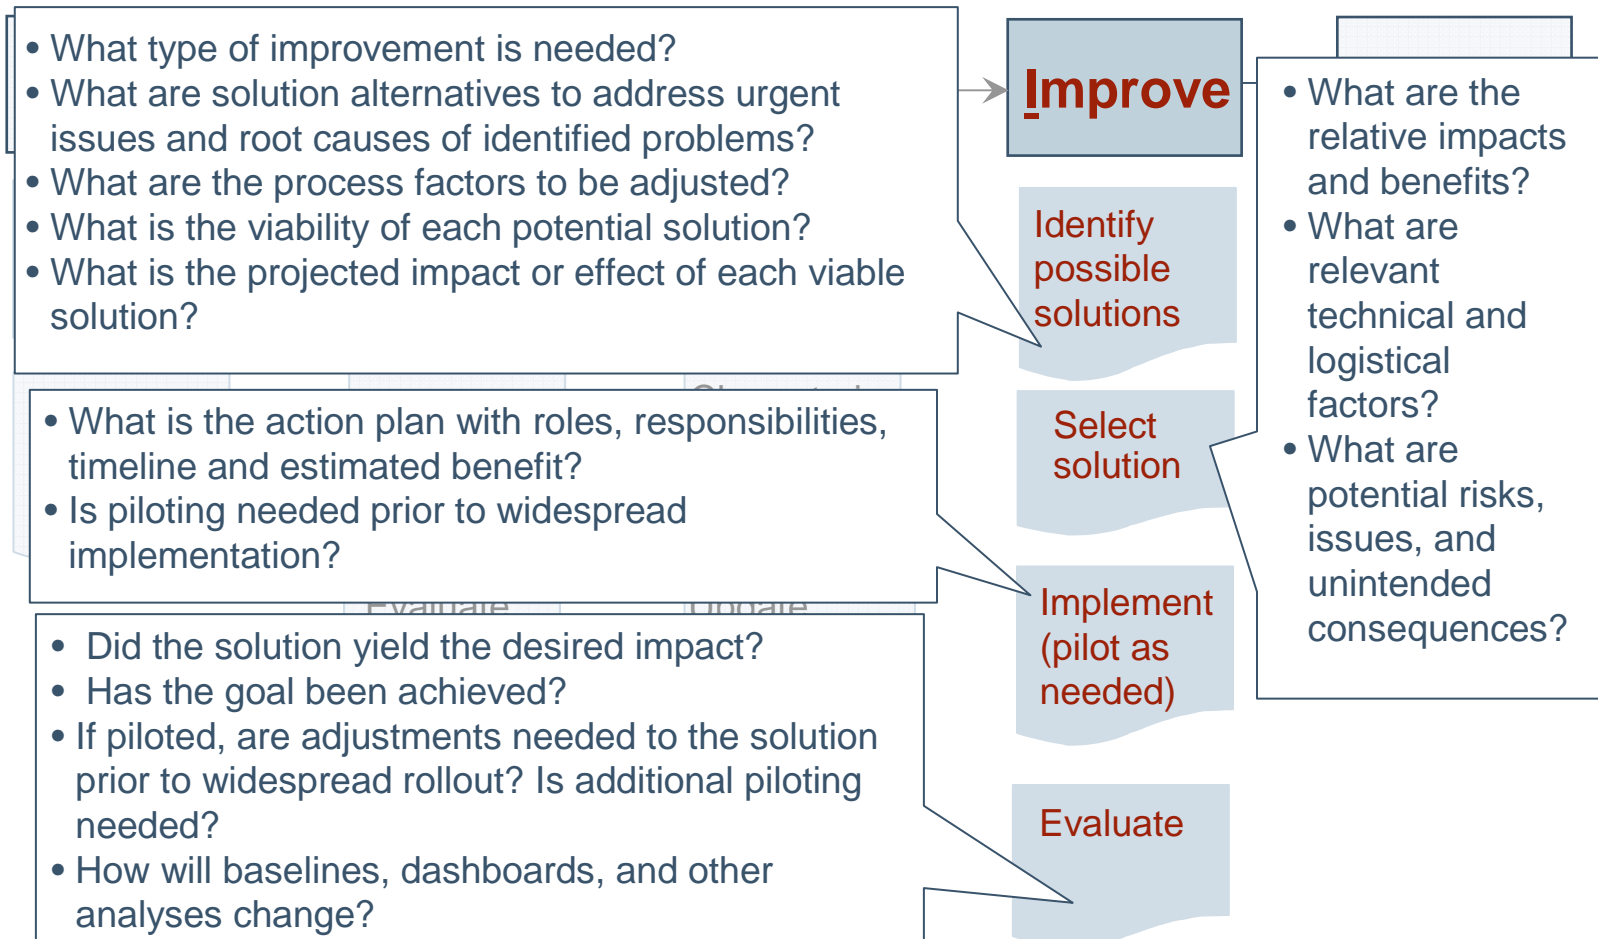 • What type of improvement is needed?
• What are solution alternatives to address urgent
issues and root causes of identified problems?
• What are the process factors to be adjusted?
• What is the viability of each potential solution?
• What is the projected impact or effect of each viable
solution?
Improve
Identify
possible
solutions
• What are the
relative impacts
and benefits?
• What are
relevant
technical and
logistical
factors?
• What are
potential risks,
issues, and
unintended
consequences?
• What is the action plan with roles, responsibilities,
timeline and estimated benefit?
• Is piloting needed prior to widespread
implementation?
Select
solution
Evaluate
Update
Implement
(pilot as
needed)
• Did the solution yield the desired impact?
• Has the goal been achieved?
• If piloted, are adjustments needed to the solution
prior to widespread rollout? Is additional piloting
needed?
• How will baselines, dashboards, and other
analyses change?
Evaluate